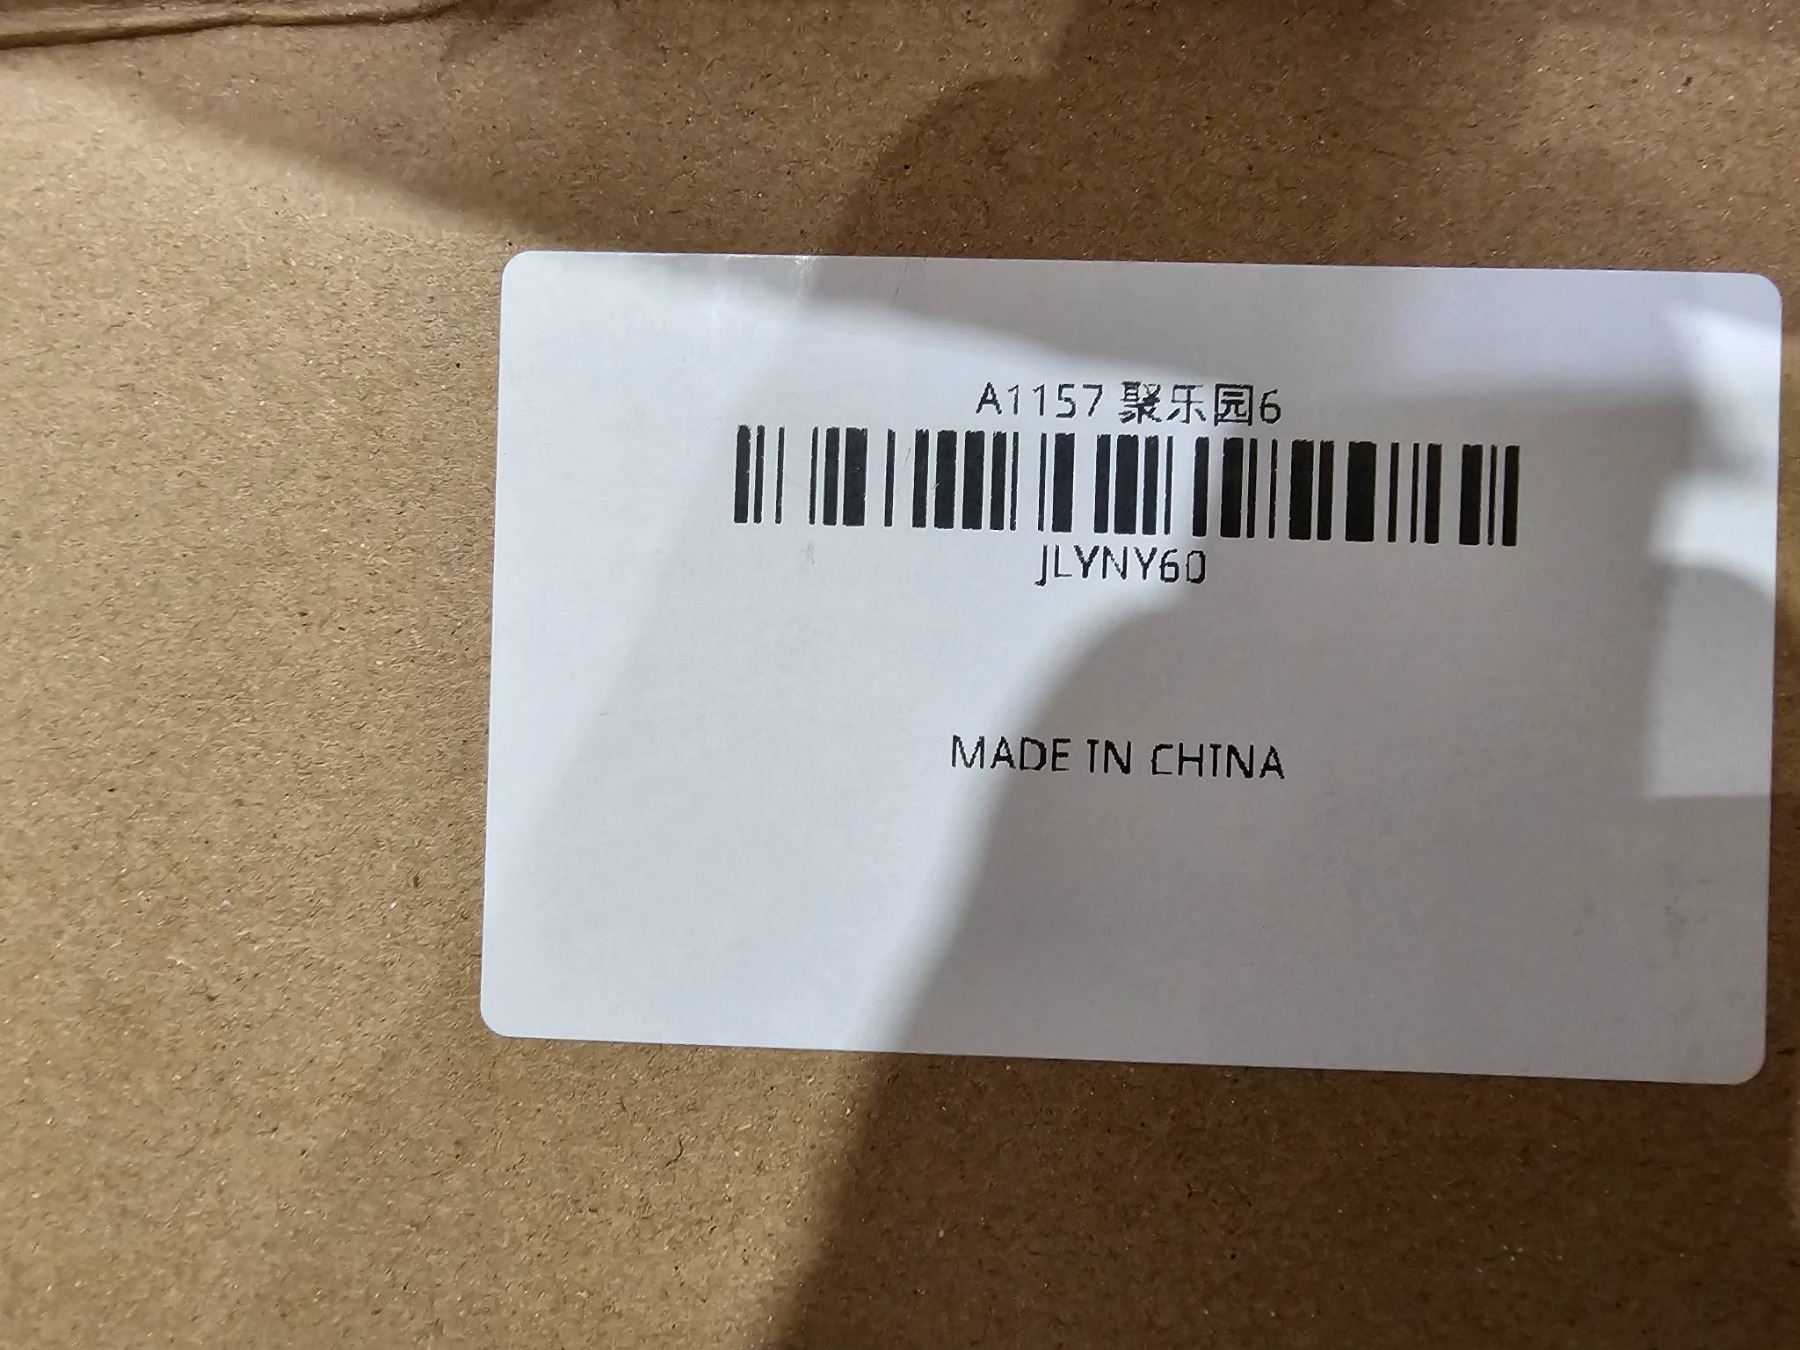 A1157 聚乐园6
JLYNY60
MADE IN CHINA